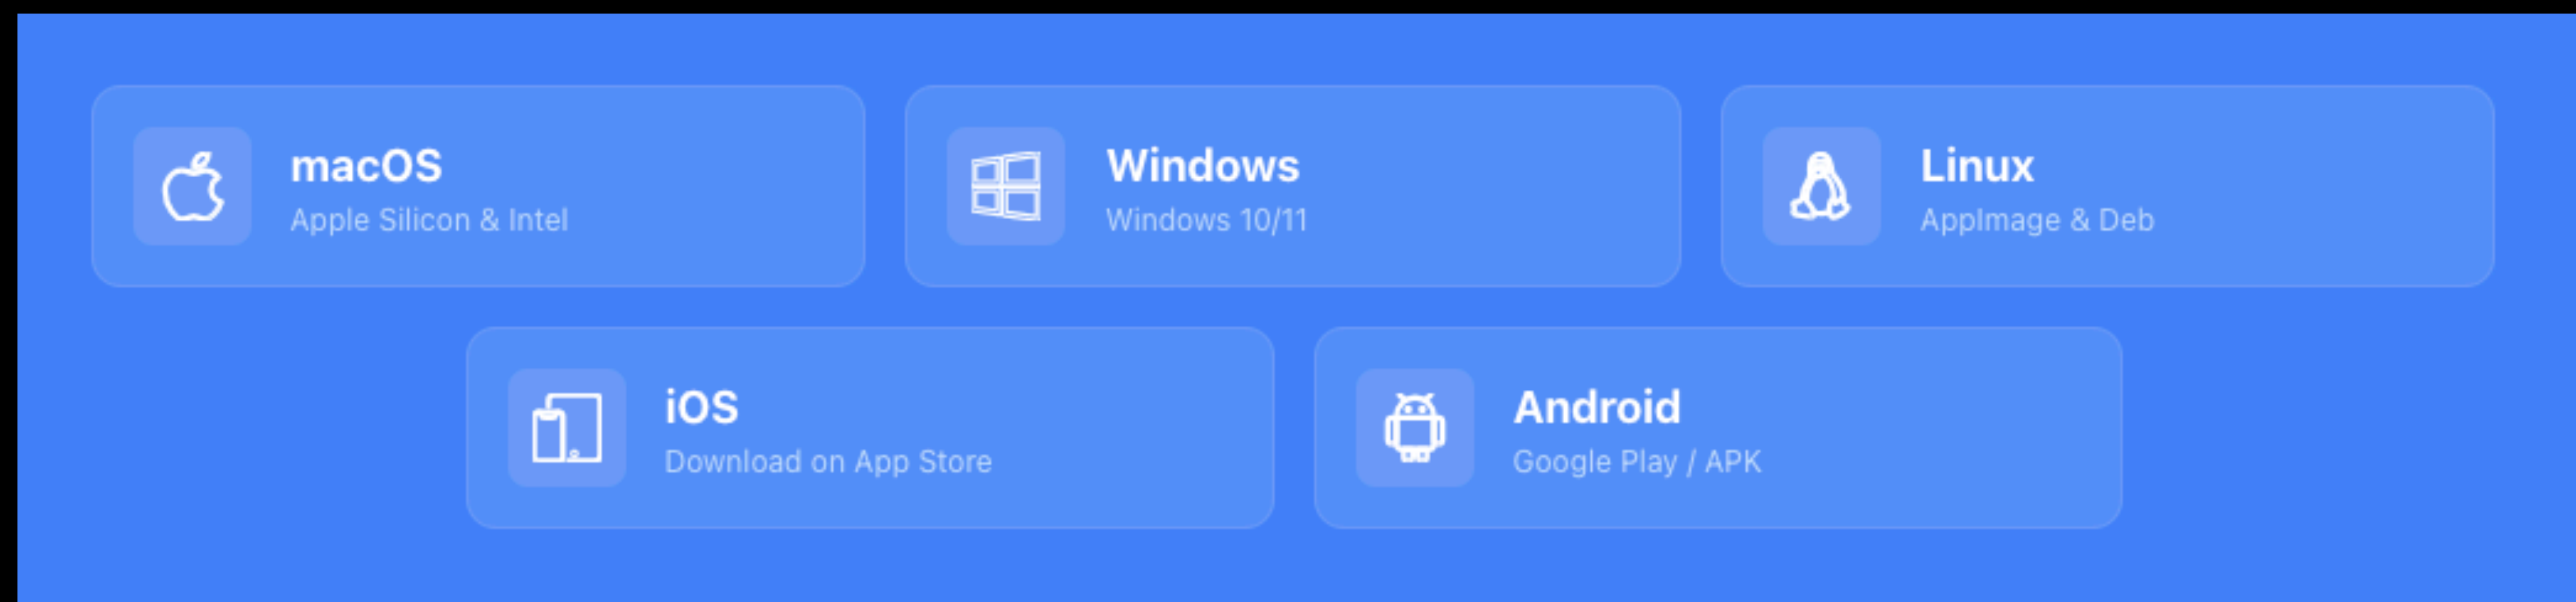 macOS
Apple Silicon & Intel
Windows
Windows 10/11
Linux
AppImage & Deb
iOS
Download on App Store
Android
Google Play / APK